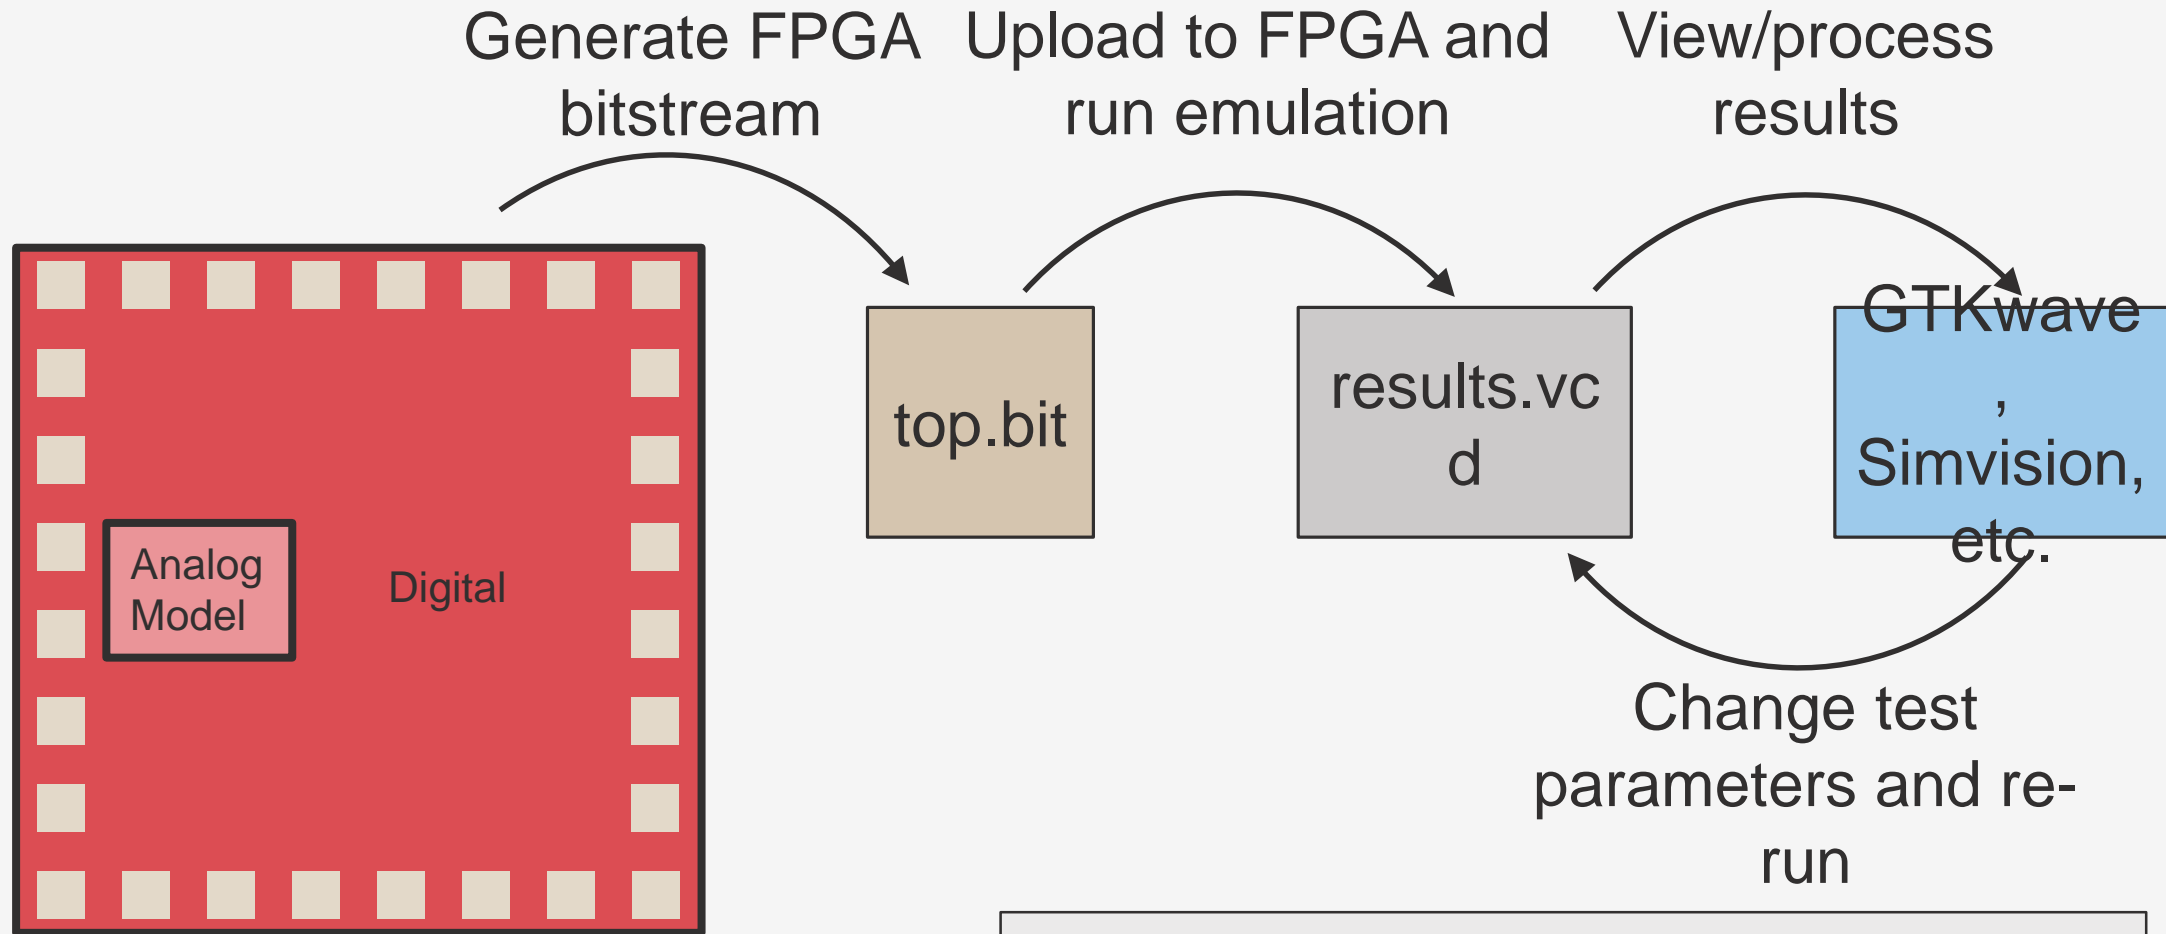 Generate FPGA
bitstream
Upload to FPGA and
run emulation
View/process
results
Analog
Model
Digital
top.bit
results.vc
d
GTKwave
,
Simvision,
etc.
Change test
parameters and re-
run